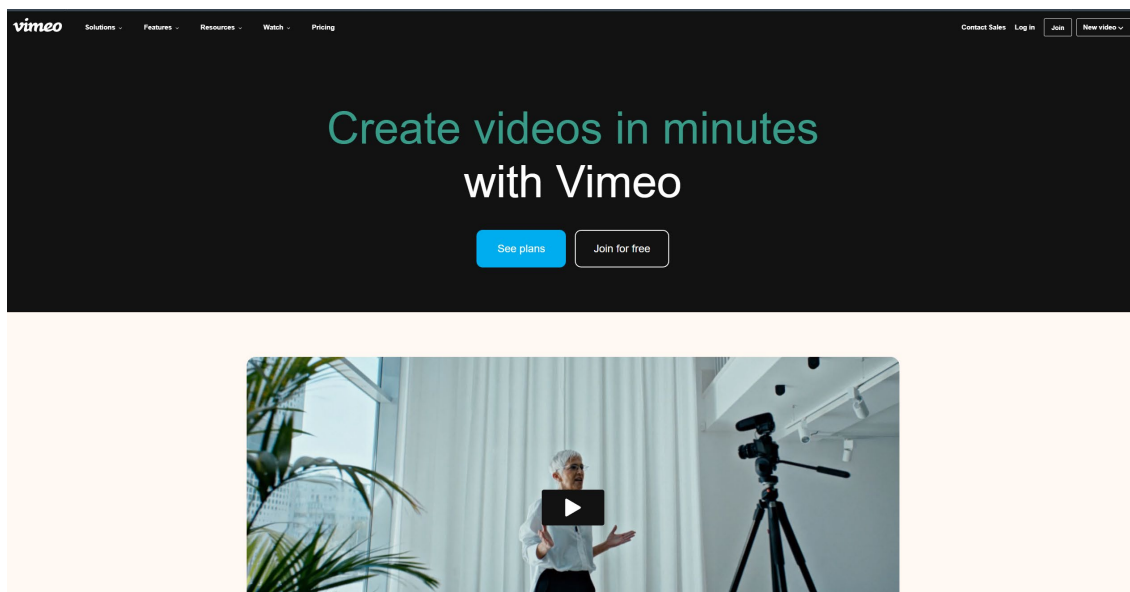 vimeo Solutions Features Resources Watch Pricing Contact Sales Log in Join New video
Create videos in minutes
with Vimeo
See plans Join for free